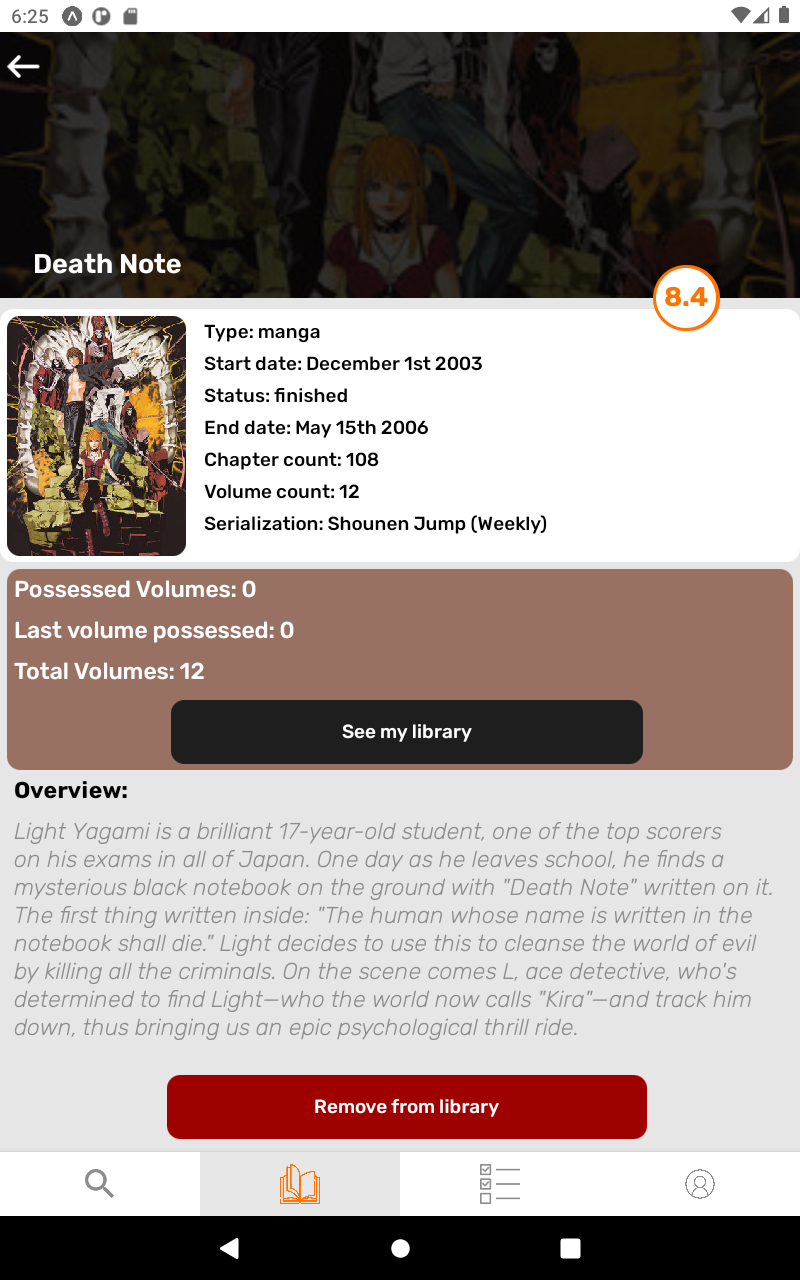 6:25
Death Note
8.4
Type: manga
Start date: December 1st 2003
Status: finished
End date: May 15th 2006
Chapter count: 108
Volume count: 12
Serialization: Shounen Jump (Weekly)
Possessed Volumes: 0
Last volume possessed: 0
Total Volumes: 12
See my library
Overview:
Light Yagami is a brilliant 17-year-old student, one of the top scorers
on his exams in all of Japan. One day as he leaves school, he finds a
mysterious black notebook on the ground with "Death Note" written on it.
The first thing written inside: "The human whose name is written in the
notebook shall die." Light decides to use this to cleanse the world of evil
by killing all the criminals. On the scene comes L, ace detective, who's
determined to find Light—who the world now calls "Kira"—and track him
down, thus bringing us an epic psychological thrill ride.
Remove from library